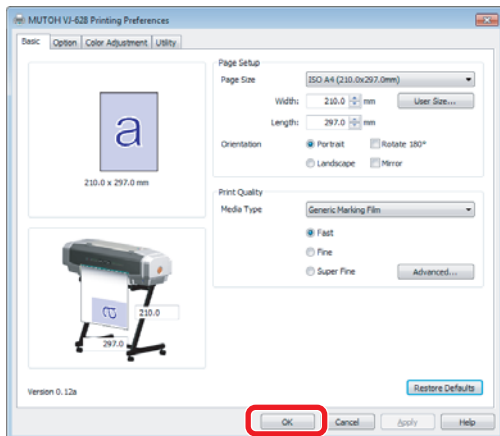 MUTOH VJ-628 Printing Preferences
Basic Option Color Adjustment Utility
Page Setup
Page Size ISO A4 (210.0x297.0mm)
Width: 210.0 mm User Size...
Length: 297.0 mm
Orientation Portrait Rotate 180°
Landscape Mirror
a
210.0 x 297.0 mm
Print Quality
Media Type Generic Marking Film
Fast
Fine
Super Fine Advanced...
a
210.0
297.0
Version 0.12a
Restore Defaults
OK Cancel Apply Help